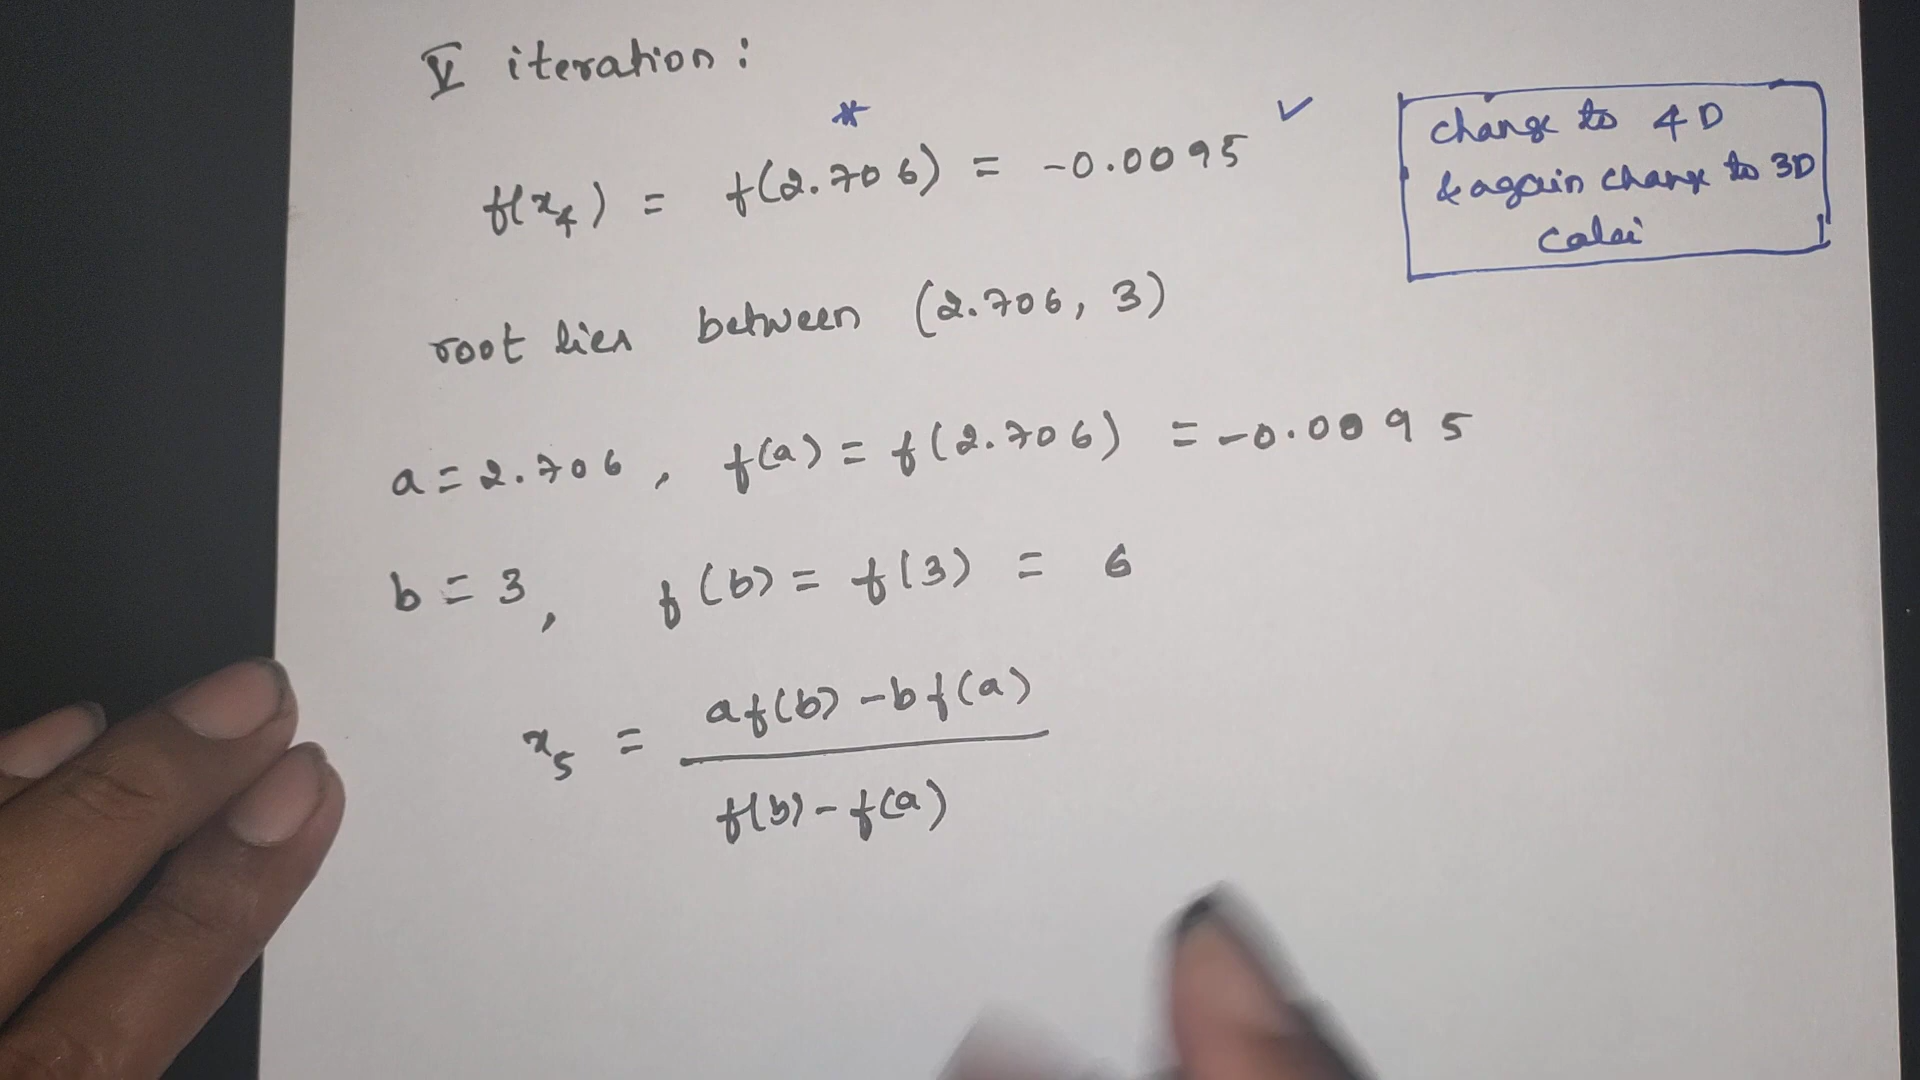 V iteration :
*
f(x₄) = f(2.706) = -0.0095 ✓
change to 4D
& again change to 3D
calci
root lies between (2.706, 3)
a = 2.706 , f(a) = f(2.706) = -0.0095
b = 3 , f(b) = f(3) = 6
x₅ = af(b) - bf(a)
f(b) - f(a)